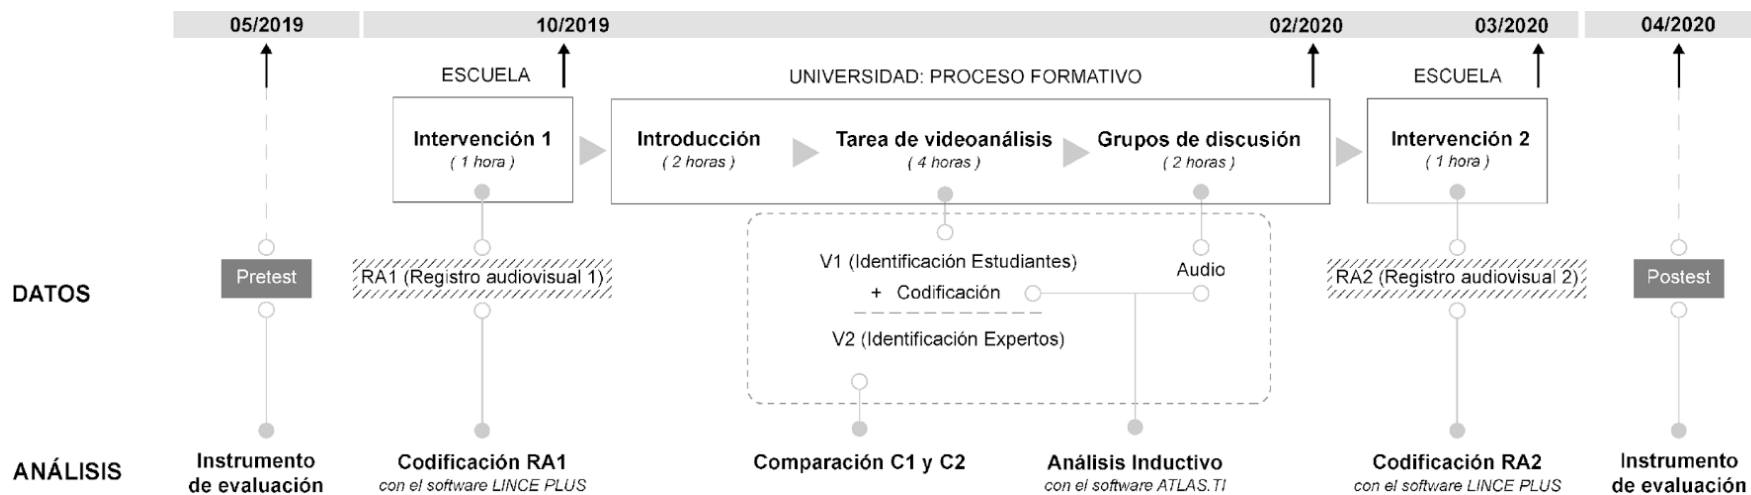 05/2019
10/2019
02/2020
03/2020
04/2020
ESCUELA
UNIVERSIDAD: PROCESO FORMATIVO
ESCUELA
Intervención 1
( 1 hora )
Introducción
( 2 horas )
Tarea de videoanálisis
( 4 horas )
Grupos de discusión
( 2 horas )
Intervención 2
( 1 hora )
DATOS
Pretest
RA1 (Registro audiovisual 1)
V1 (Identificación Estudiantes)
+ Codificación
V2 (Identificación Expertos)
Audio
RA2 (Registro audiovisual 2)
Postest
ANÁLISIS
Instrumento
de evaluación
Codificación RA1
con el software LINCE PLUS
Comparación C1 y C2
Análisis Inductivo
con el software ATLAS.TI
Codificación RA2
con el software LINCE PLUS
Instrumento
de evaluación